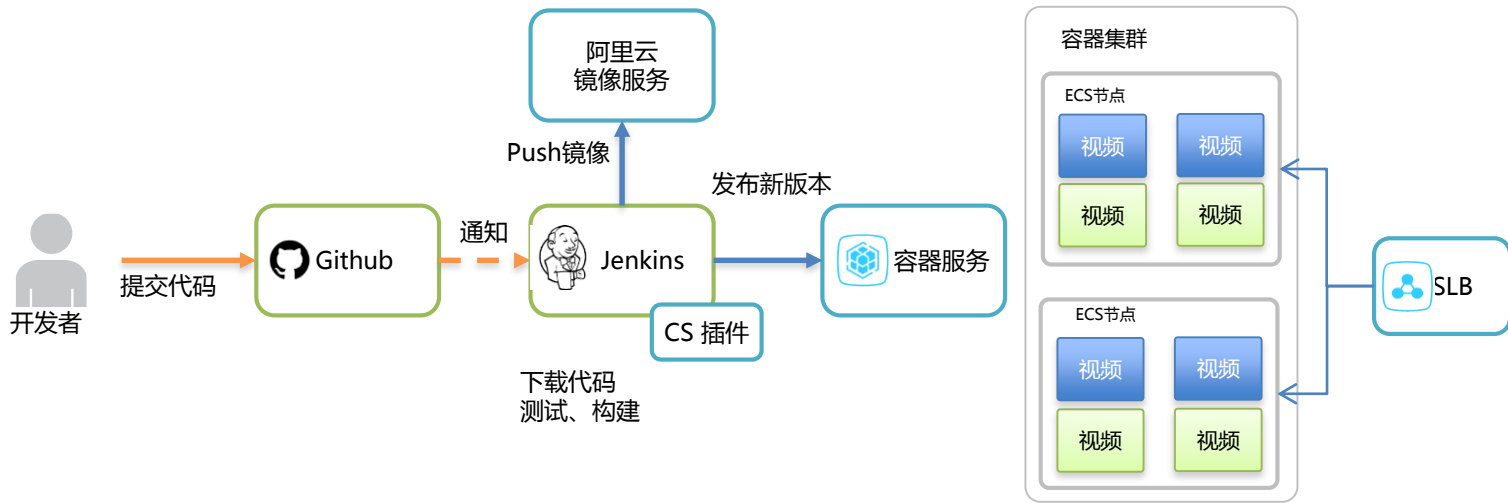 阿里云
镜像服务
Push镜像
发布新版本
通知
Github
Jenkins
容器服务
提交代码
开发者
CS 插件
下载代码
测试、构建
容器集群
ECS节点
视频
视频
视频
视频
ECS节点
视频
视频
视频
视频
SLB